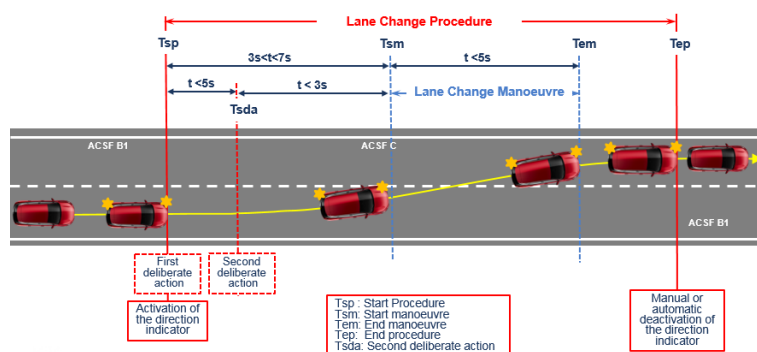 Lane Change Procedure
Tsp
Tsm
Tem
Tep
3s<t<7s
t <5s
t <5s
t < 3s
Lane Change Manoeuvre
Tsda
ACSF B1
ACSF C
ACSF B1
First
deliberate
action
Second
deliberate
action
Activation of
the direction
indicator
Tsp : Start Procedure
Tsm: Start manoeuvre
Tem: End manoeuvre
Tep: End procedure
Tsda: Second deliberate action
Manual or
automatic
deactivation of
the direction
indicator